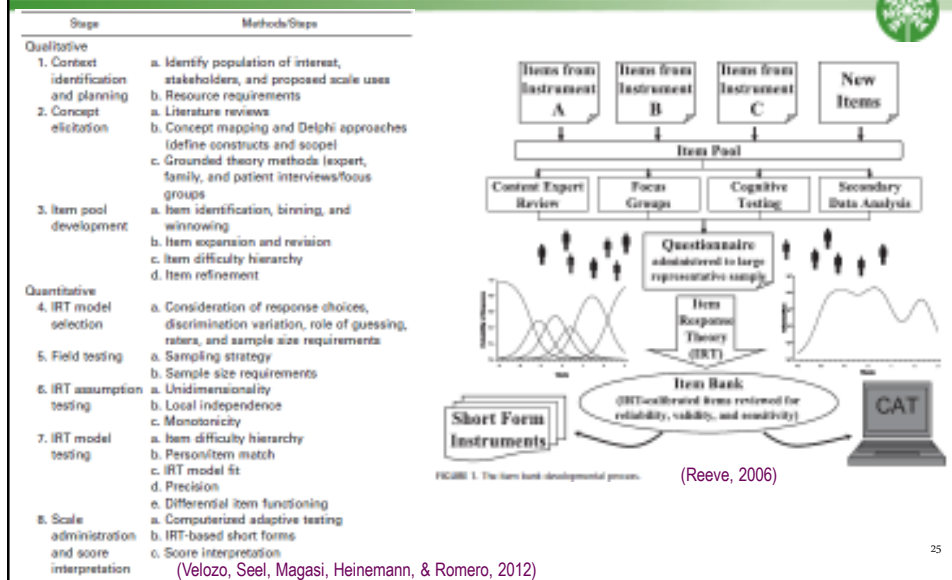 Stage Methods/Steps
Qualitative
1. Context identification and planning
a. Identify population of interest,
stakeholders, and proposed scale uses
b. Resource requirements
2. Concept elicitation
a. Literature reviews
b. Concept mapping and Delphi approaches
(define constructs and scope)
c. Grounded theory methods (expert,
family, and patient interviews/focus
groups
3. Item pool development
a. Item identification, binning, and
winnowing
b. Item expansion and revision
c. Item difficulty hierarchy
d. Item refinement
Quantitative
4. IRT model selection
a. Consideration of response choices,
discrimination variation, role of guessing,
raters, and sample size requirements
5. Field testing
a. Sampling strategy
b. Sample size requirements
6. IRT assumption testing
a. Unidimensionality
b. Local independence
c. Monotonicity
7. IRT model testing
a. Item difficulty hierarchy
b. Person/item match
c. IRT model fit
d. Precision
e. Differential item functioning
8. Scale administration and score interpretation
a. Computerized adaptive testing
b. IRT-based short forms
c. Score interpretation
(Velozo, Seel, Magasi, Heinemann, & Romero, 2012)
Items from
Instrument
A
Items from
Instrument
B
Items from
Instrument
C
New
Items
Item Pool
Content Expert
Review
Focus
Groups
Cognitive
Testing
Secondary
Data Analysis
Questionnaire
administered to large
representative sample
Item
Response
Theory
(IRT)
Item Bank
(IRT-calibrated items reviewed for
reliability, validity, and sensitivity)
Short Form
Instruments
CAT
FIGURE 1. The item bank developmental process.
(Reeve, 2006)
25